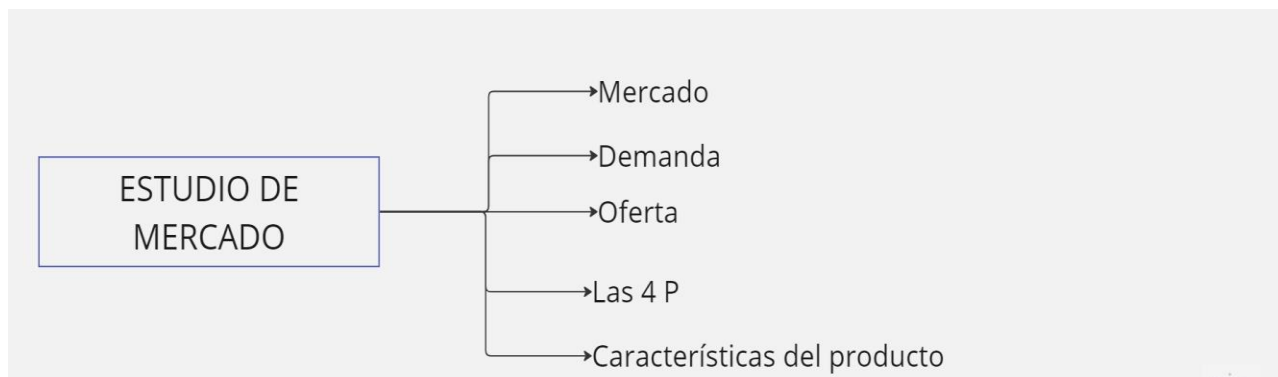 ESTUDIO DE
MERCADO
Mercado
Demanda
Oferta
Las 4 P
Características del producto